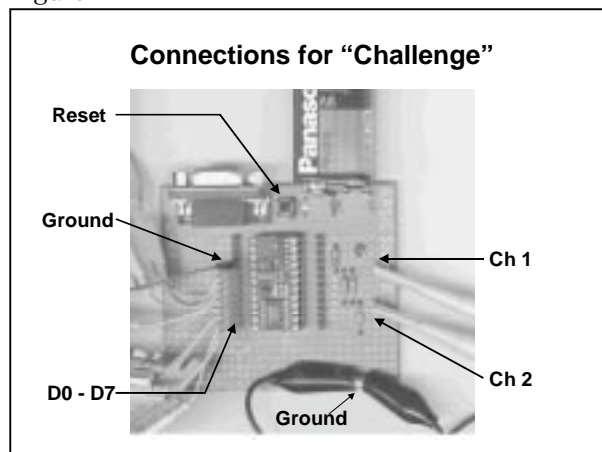 Connections for “Challenge”
Reset
Panaso
Ground
Ch 1
Ch 2
D0 - D7
Ground